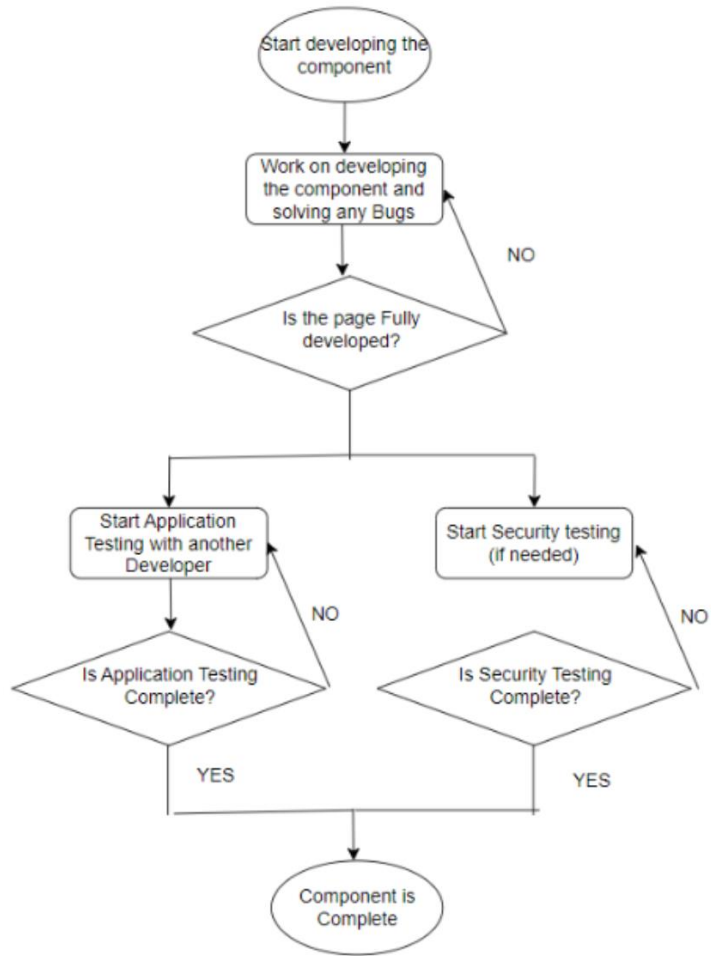 Start developing the
component
Work on developing
the component and
solving any Bugs
NO
Is the page Fully
developed?
Start Application
Testing with another
Developer
Start Security testing
(if needed)
NO
NO
Is Application Testing
Complete?
Is Security Testing
Complete?
YES
YES
Component is
Complete